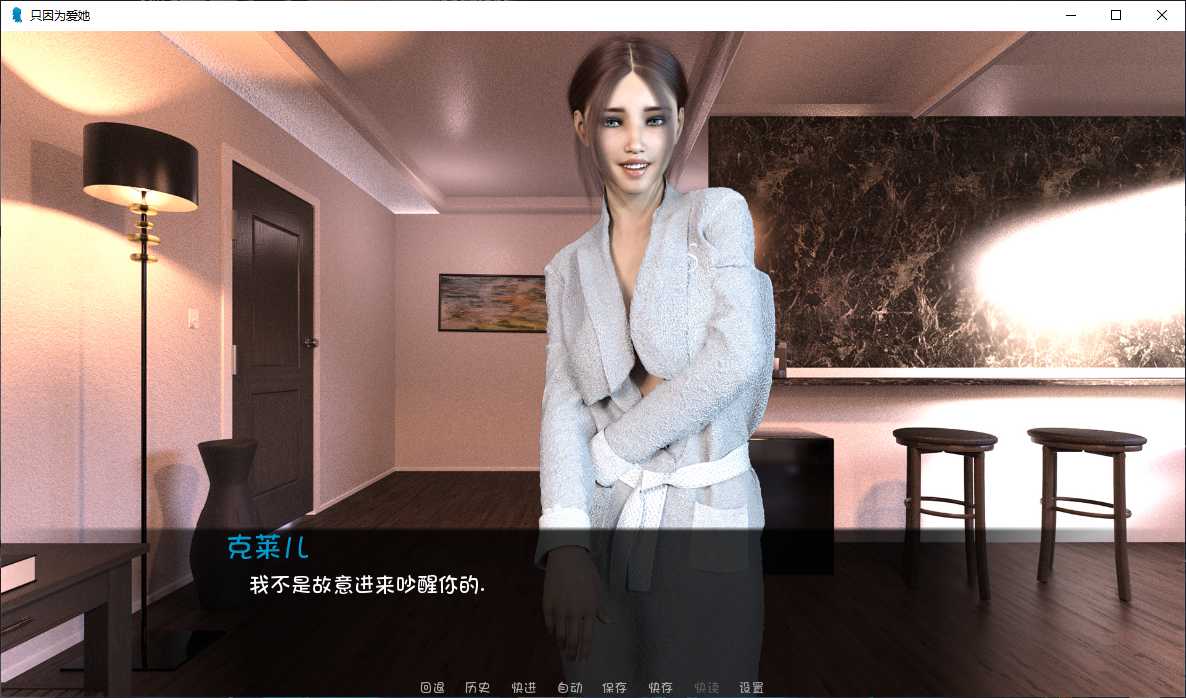 只因为爱她
克莱儿
我不是故意进来吵醒你的.
回退 历史 快进 自动 保存 快存 快读 设置